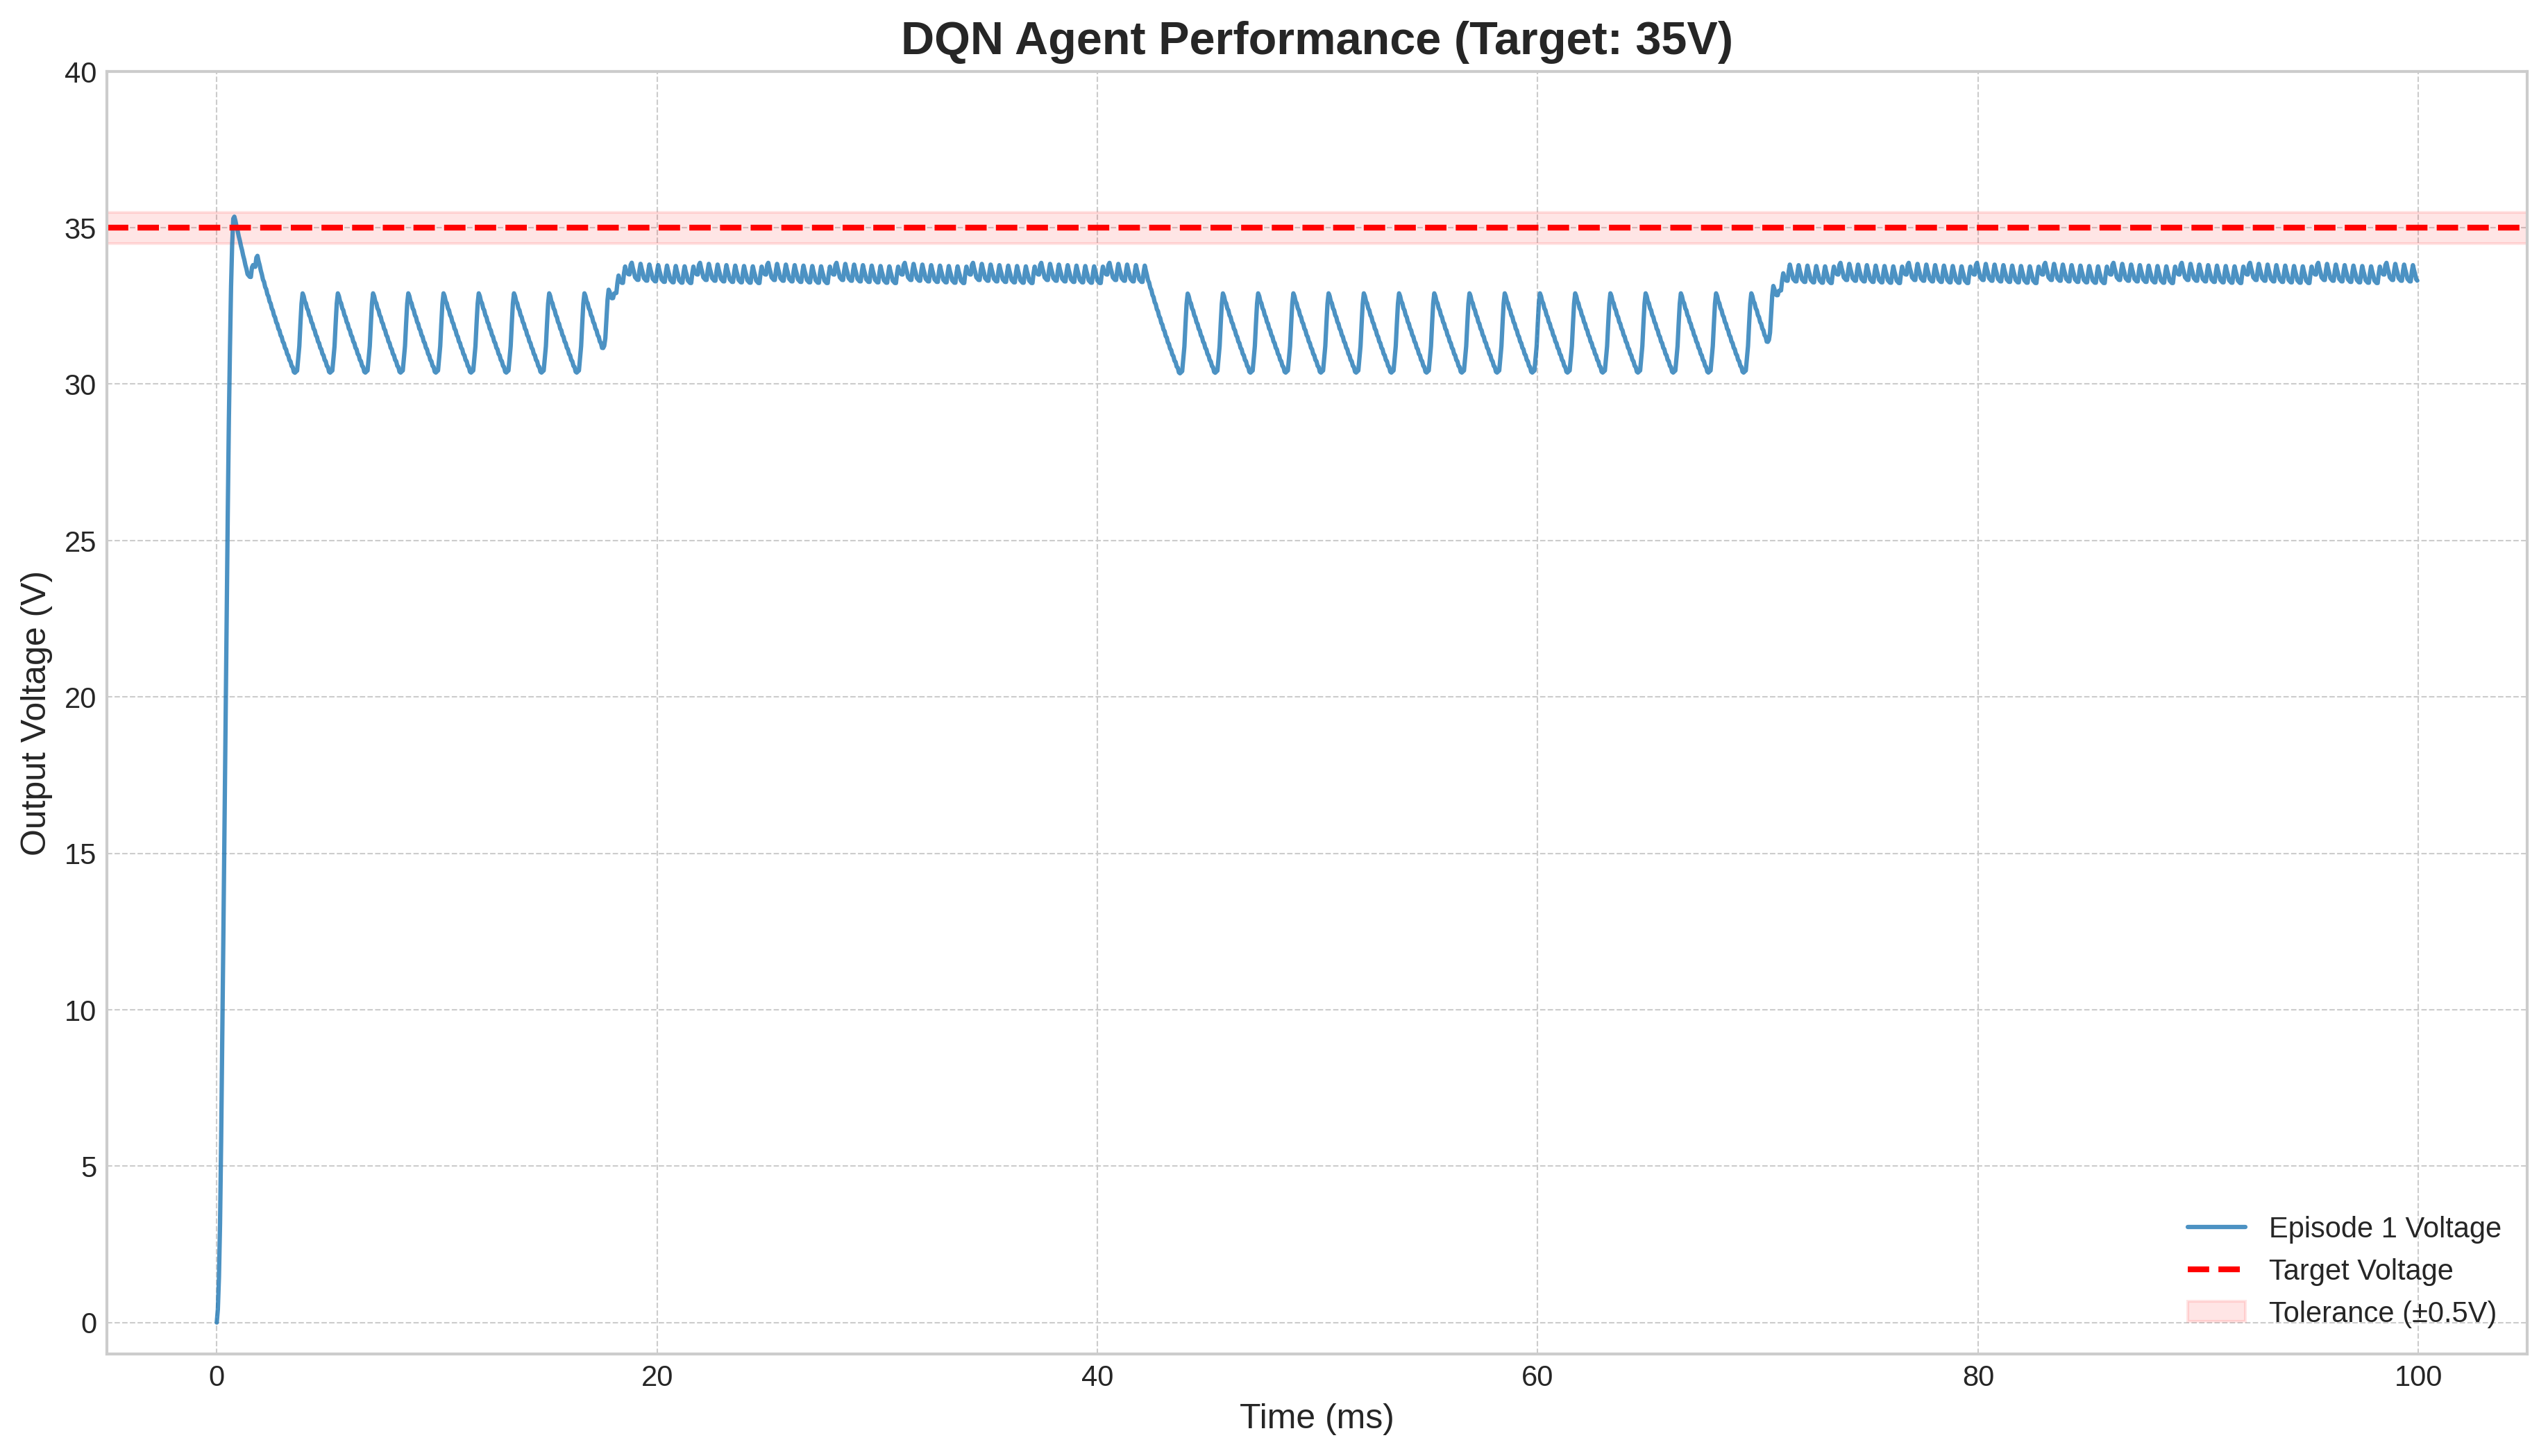 DQN Agent Performance (Target: 35V)
40
35
30
25
20
15
10
5
0
Output Voltage (V)
0 20 40 60 80 100
Time (ms)
Episode 1 Voltage
Target Voltage
Tolerance (±0.5V)